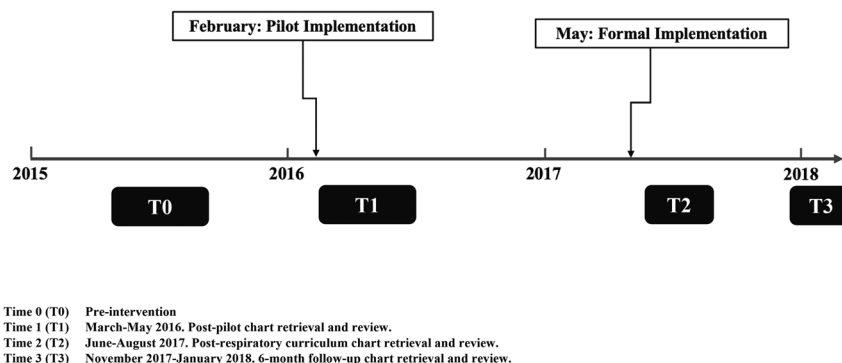 February: Pilot Implementation
May: Formal Implementation
2015 2016 2017 2018
T0 T1 T2 T3
Time 0 (T0) Pre-intervention
Time 1 (T1) March-May 2016. Post-pilot chart retrieval and review.
Time 2 (T2) June-August 2017. Post-respiratory curriculum chart retrieval and review.
Time 3 (T3) November 2017-January 2018. 6-month follow-up chart retrieval and review.